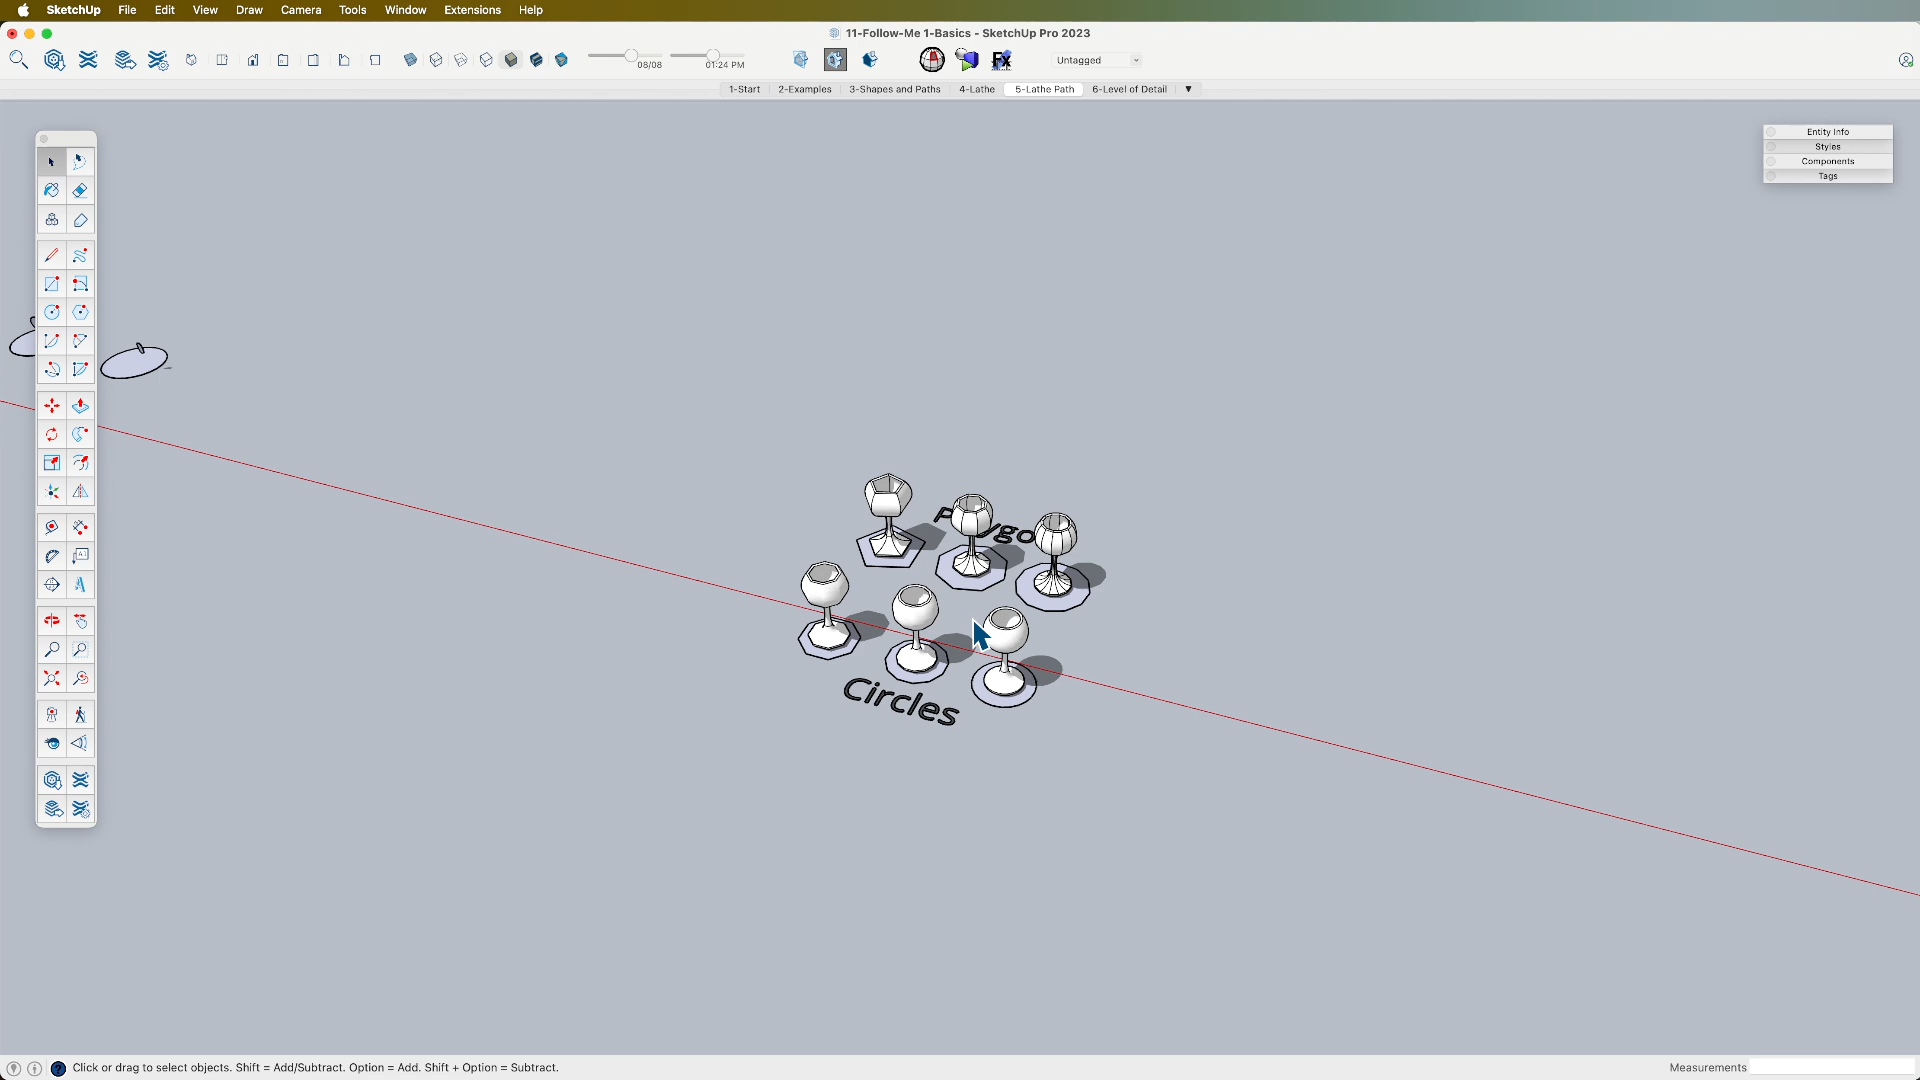 SketchUp File Edit View Draw Camera Tools Window Extensions Help
11-Follow-Me 1-Basics - SketchUp Pro 2023
08/08 01:24 PM Untagged
1-Start 2-Examples 3-Shapes and Paths 4-Lathe 5-Lathe Path 6-Level of Detail
Entity Info
Styles
Components
Tags
Circles
Click or drag to select objects. Shift = Add/Subtract. Option = Add. Shift + Option = Subtract.
Measurements